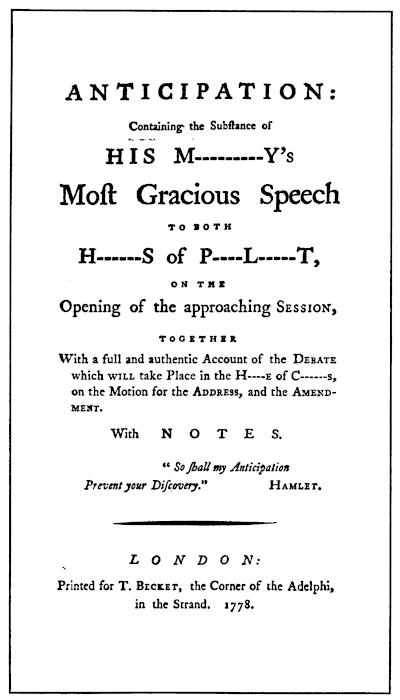 ANTICIPATION:
Containing the Subſtance of
HIS M---------Y's
Moſt Gracious Speech
TO BOTH
H------S of P----L-----T,
ON THE
Opening of the approaching SESSION,
TOGETHER
With a full and authentic Account of the DEBATE
which WILL take Place in the H----E of C------s,
on the Motion for the ADDRESS, and the AMEND-
MENT.
With NOTES.
" So ſhall my Anticipation
Prevent your Diſcovery." HAMLET.
LONDON:
Printed for T. BECKET, the Corner of the Adelphi,
in the Strand. 1778.